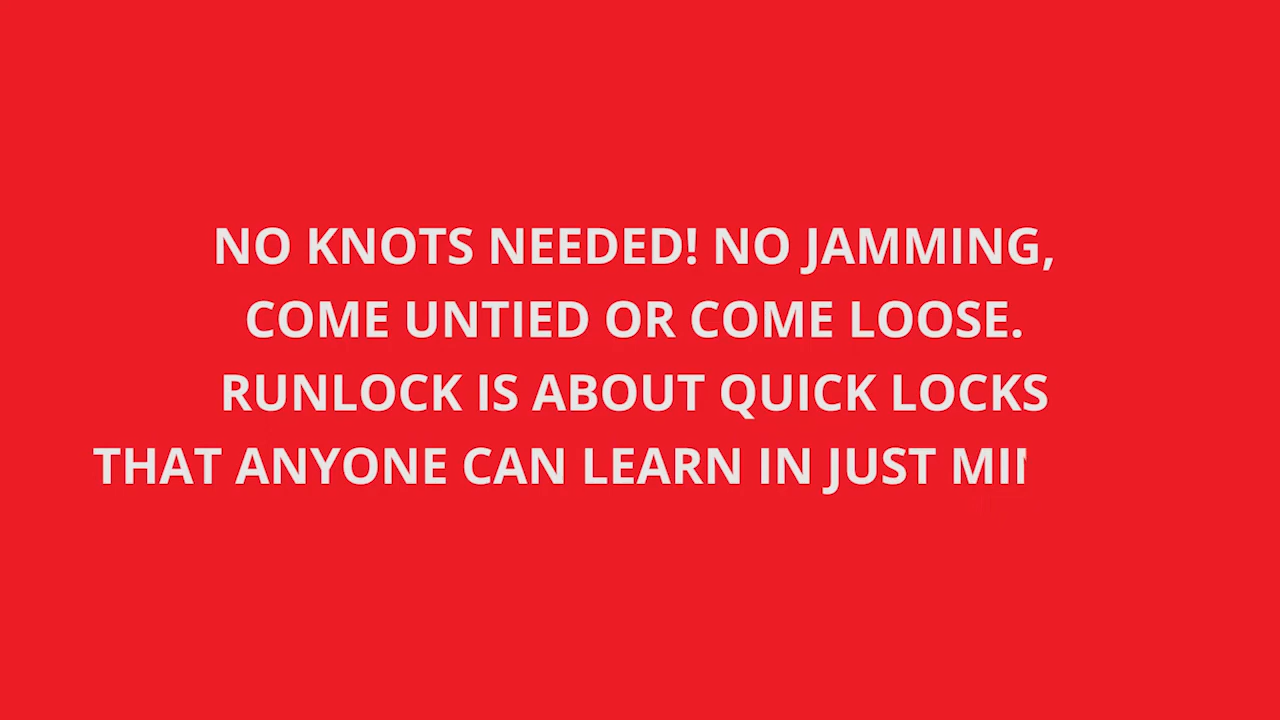 NO KNOTS NEEDED! NO JAMMING,
COME UNTIED OR COME LOOSE.
RUNLOCK IS ABOUT QUICK LOCKS
THAT ANYONE CAN LEARN IN JUST